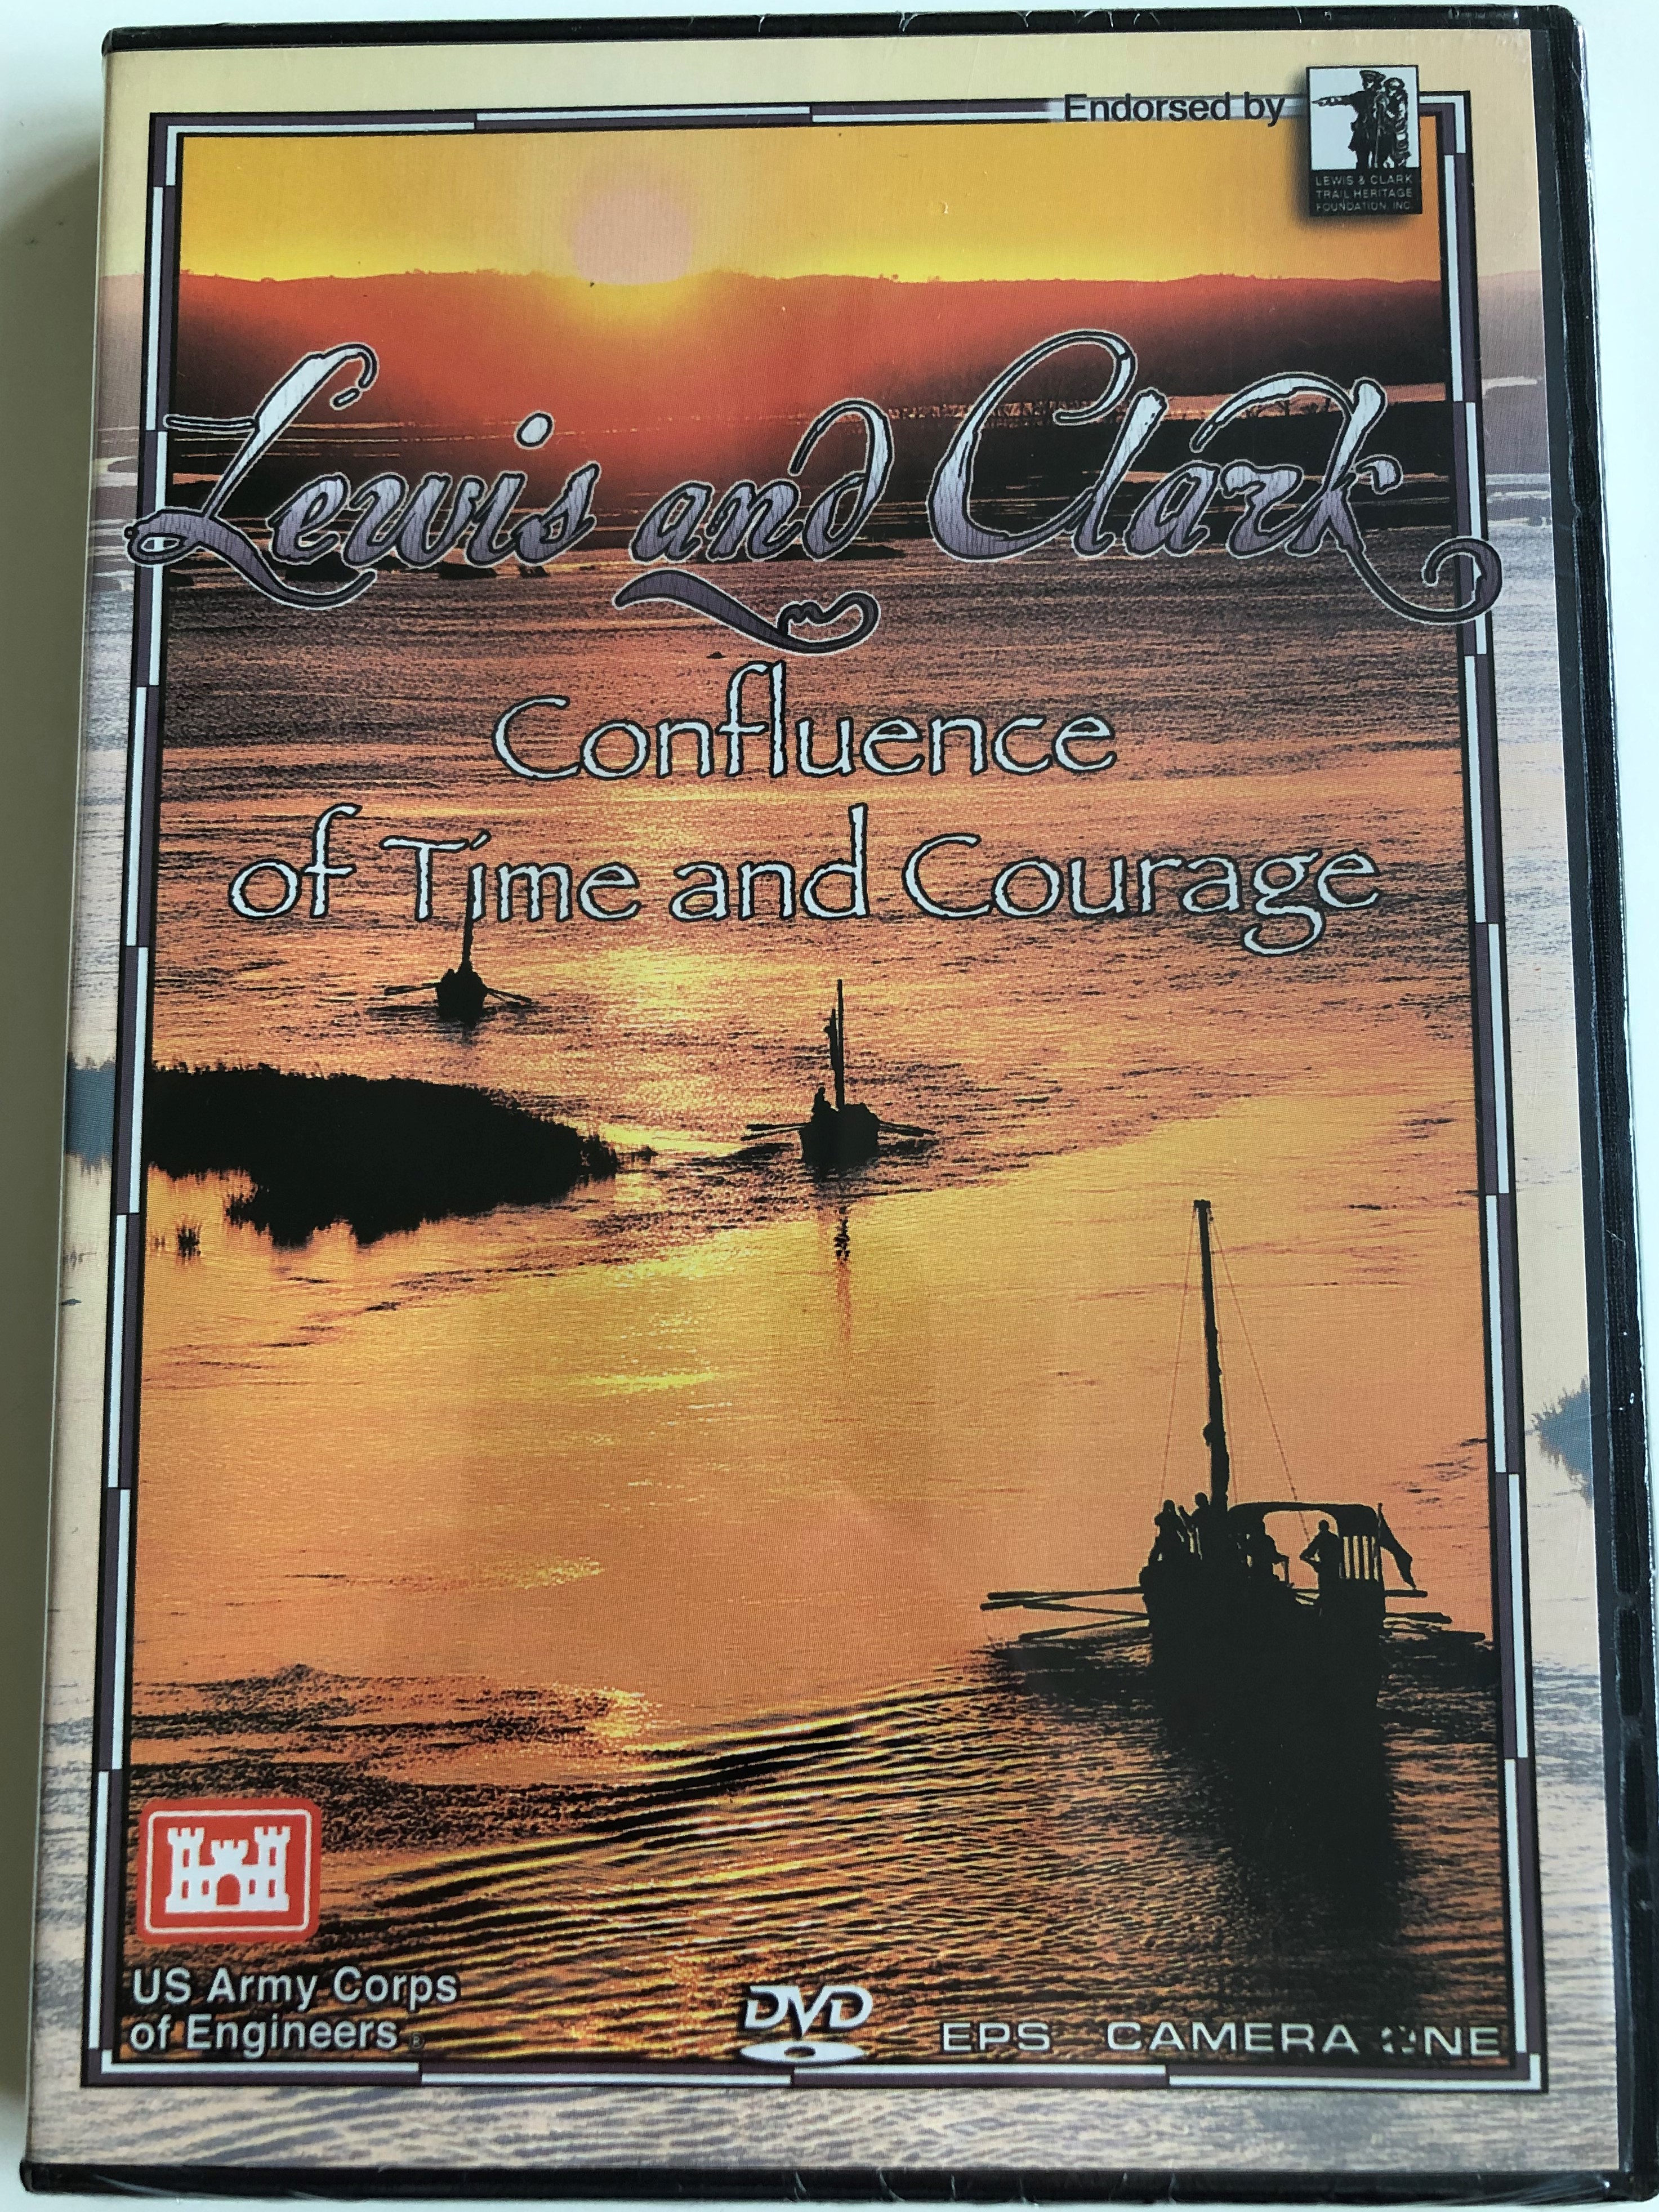 Endorsed by
LEWIS & CLARK
TRAIL HERITAGE
FOUNDATION, INC.
Lewis and Clark
Confluence
of Time and Courage
US Army Corps
of Engineers®
DVD
EPS CAMERA ONE